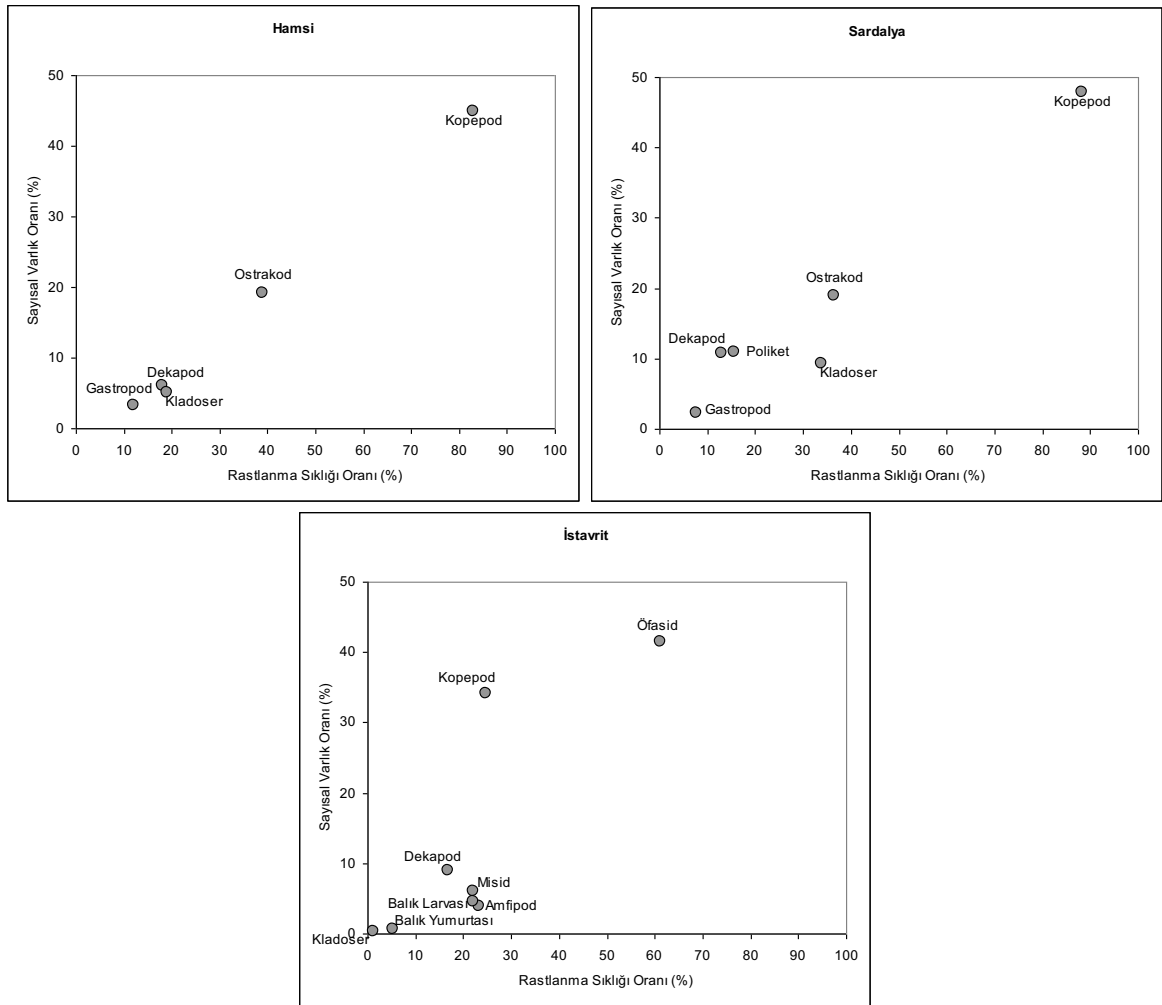 Hamsi
50
40
30
20
10
0
Sayısal Varlık Oranı (%)
Kopepod
Ostrakod
Dekapod
Gastropod
Kladoser
0 10 20 30 40 50 60 70 80 90 100
Rastlanma Sıklığı Oranı (%)
Sardalya
50
40
30
20
10
0
Sayısal Varlık Oranı (%)
Kopepod
Ostrakod
Dekapod
Poliket
Kladoser
Gastropod
0 10 20 30 40 50 60 70 80 90 100
Rastlanma Sıklığı Oranı (%)
İstavrit
50
40
30
20
10
0
Sayısal Varlık Oranı (%)
Öfasid
Kopepod
Dekapod
Misid
Balık Larvası
Amfipod
Balık Yumurtası
Kladoser
0 10 20 30 40 50 60 70 80 90 100
Rastlanma Sıklığı Oranı (%)